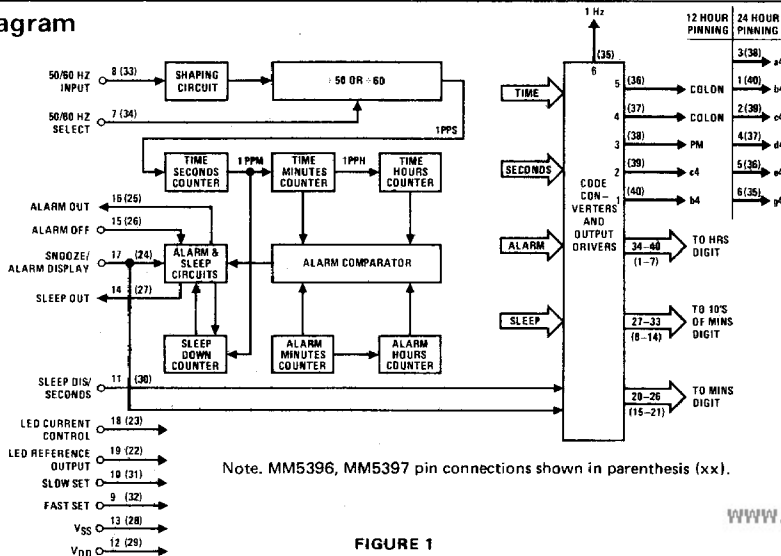 agram
8 (33)
50/60 HZ
INPUT
SHAPING
CIRCUIT
÷50 OR ÷60
7 (34)
50/60 HZ
SELECT
1PPS
TIME
SECONDS
COUNTER
1PPM
TIME
MINUTES
COUNTER
1PPH
TIME
HOURS
COUNTER
16 (25)
ALARM OUT
15 (26)
ALARM OFF
17 (24)
SNOOZE/
ALARM DISPLAY
14 (27)
SLEEP OUT
ALARM &
SLEEP
CIRCUITS
ALARM COMPARATOR
SLEEP
DOWN
COUNTER
ALARM
MINUTES
COUNTER
ALARM
HOURS
COUNTER
11 (30)
SLEEP DIS/
SECONDS
18 (23)
LED CURRENT
CONTROL
19 (22)
LED REFERENCE
OUTPUT
10 (31)
SLOW SET
9 (32)
FAST SET
13 (28)
VSS
12 (29)
VDD
1 Hz
(35)
6
TIME
SECONDS
ALARM
SLEEP
CODE
CON-
VERTERS
AND
OUTPUT
DRIVERS
12 HOUR
PINNING
24 HOUR
PINNING
5 (36) COLON
4 (37) COLON
3 (38) PM
2 (39) c4
1 (40) b4
3(38) a4
1 (40) b4
2 (39) c4
4 (37) d4
5 (36) e4
6 (35) g4
34–40
(1–7)
TO HRS
DIGIT
27–33
(8–14)
TO 10'S
OF MINS
DIGIT
20–26
(15–21)
TO MINS
DIGIT
Note. MM5396, MM5397 pin connections shown in parenthesis (xx).
FIGURE 1
www.